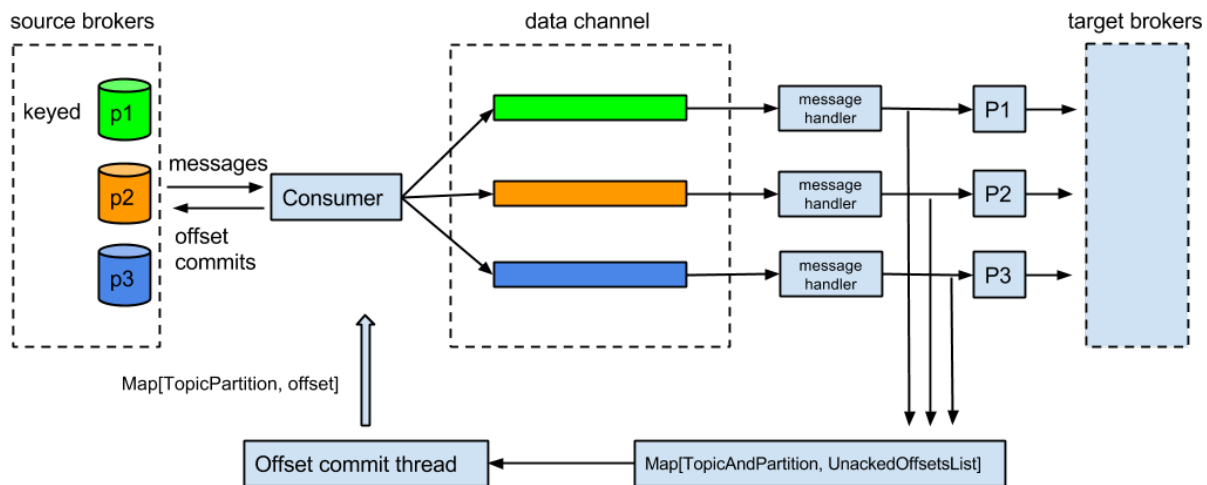 source brokers
data channel
target brokers
keyed
p1
message
handler
P1
messages
p2
Consumer
message
handler
P2
offset
commits
p3
message
handler
P3
Map[TopicPartition, offset]
Offset commit thread
Map[TopicAndPartition, UnackedOffsetsList]